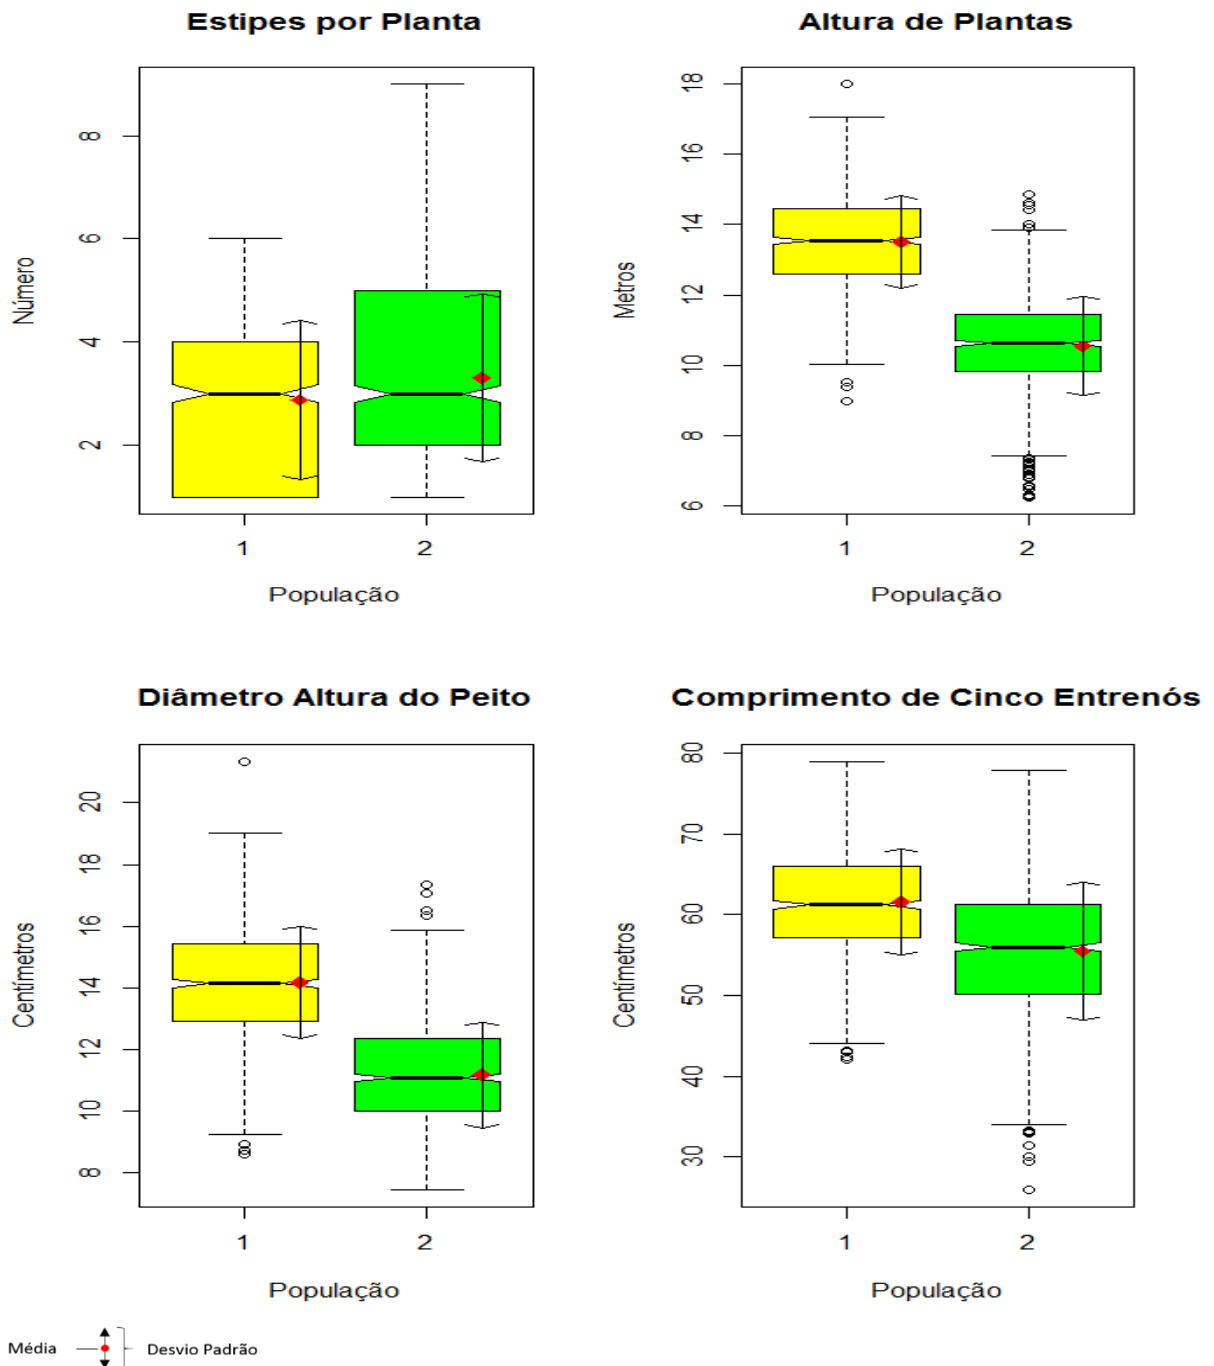 Estipes por Planta
Número
2
4
6
8
1
2
População
Altura de Plantas
Metros
6
8
10
12
14
16
18
1
2
População
Diâmetro Altura do Peito
Centímetros
8
10
12
14
16
18
20
1
2
População
Comprimento de Cinco Entrenós
Centímetros
30
40
50
60
70
80
1
2
População
Média
Desvio Padrão